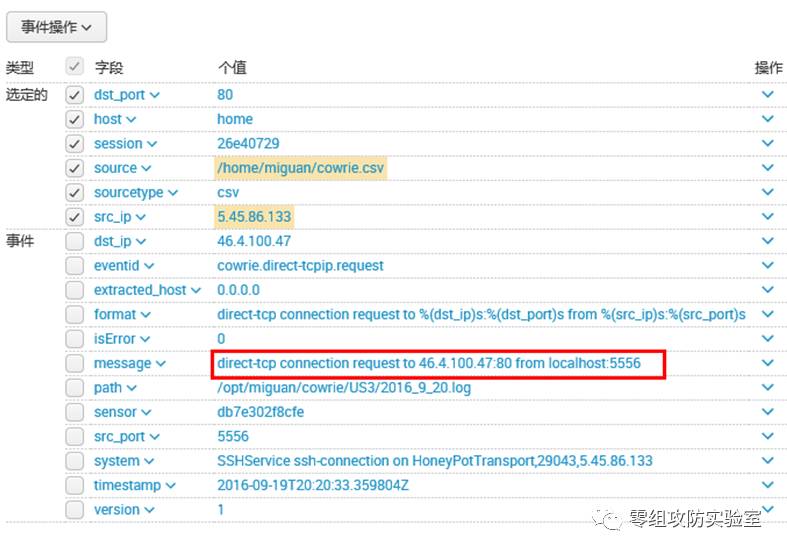 事件操作
类型 字段 个值 操作
选定的 dst_port 80
host home
session 26e40729
source /home/miguan/cowrie.csv
sourcetype csv
src_ip 5.45.86.133
事件 dst_ip 46.4.100.47
eventid cowrie.direct-tcpip.request
extracted_host 0.0.0.0
format direct-tcp connection request to %(dst_ip)s:%(dst_port)s from %(src_ip)s:%(src_port)s
isError 0
message direct-tcp connection request to 46.4.100.47:80 from localhost:5556
path /opt/miguan/cowrie/US3/2016_9_20.log
sensor db7e302f8cfe
src_port 5556
system SSHService ssh-connection on HoneyPotTransport,29043,5.45.86.133
timestamp 2016-09-19T20:20:33.359804Z
version 1
零组攻防实验室